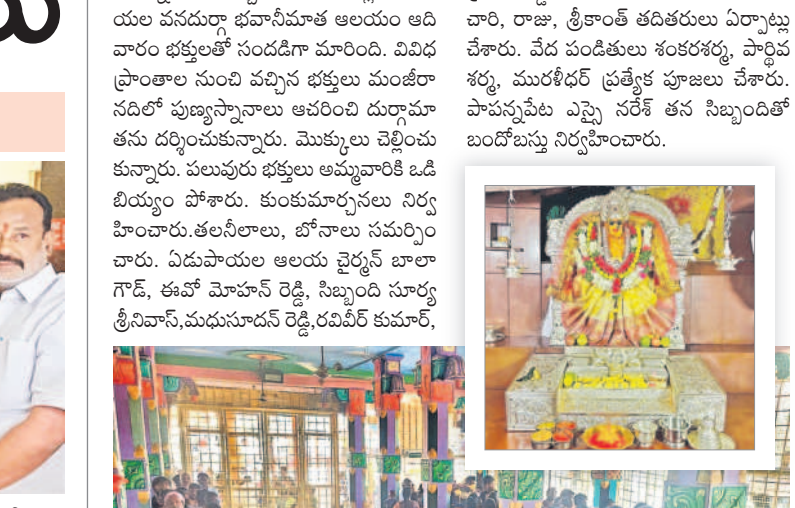 యల వనదుర్గా భవానీమాత ఆలయం ఆది
వారం భక్తులతో సందడిగా మారింది. వివిధ
ప్రాంతాల నుంచి వచ్చిన భక్తులు మంజీరా
నదిలో పుణ్యస్నానాలు ఆచరించి దుర్గామా
తను దర్శించుకున్నారు. మొక్కులు చెల్లించు
కున్నారు. పలువురు భక్తులు అమ్మవారికి ఒడి
బియ్యం పోశారు. కుంకుమార్చనలు నిర్వ
హించారు.తలనీలాలు, బోనాలు సమర్పిం
చారు. ఏడుపాయల ఆలయ చైర్మన్ బాలా
గౌడ్, ఈవో మోహన్ రెడ్డి, సిబ్బంది సూర్య
శ్రీనివాస్,మధుసూదన్ రెడ్డి,రవివీర్ కుమార్,
చారి, రాజు, శ్రీకాంత్ తదితరులు ఏర్పాట్లు
చేశారు. వేద పండితులు శంకరశర్మ, పార్థివ
శర్మ, మురళీధర్ ప్రత్యేక పూజలు చేశారు.
పాపన్నపేట ఎస్సై నరేశ్ తన సిబ్బందితో
బందోబస్తు నిర్వహించారు.